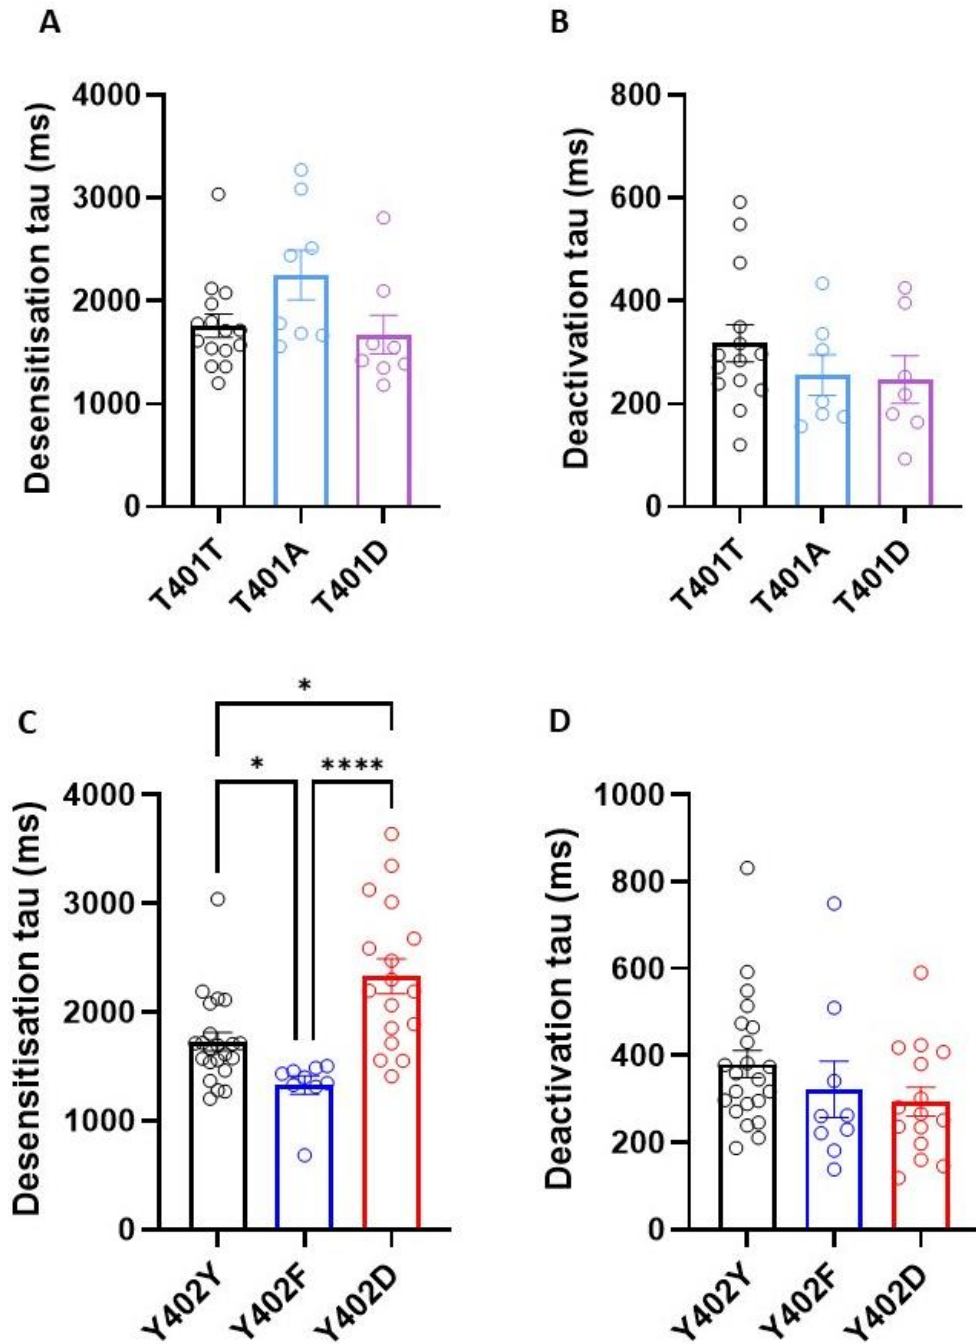 A
Desensitisation tau (ms)
4000
3000
2000
1000
0
T401T
T401A
T401D
B
Deactivation tau (ms)
800
600
400
200
0
T401T
T401A
T401D
C
Desensitisation tau (ms)
*
* ****
4000
3000
2000
1000
0
Y402Y
Y402F
Y402D
D
Deactivation tau (ms)
1000
800
600
400
200
0
Y402Y
Y402F
Y402D